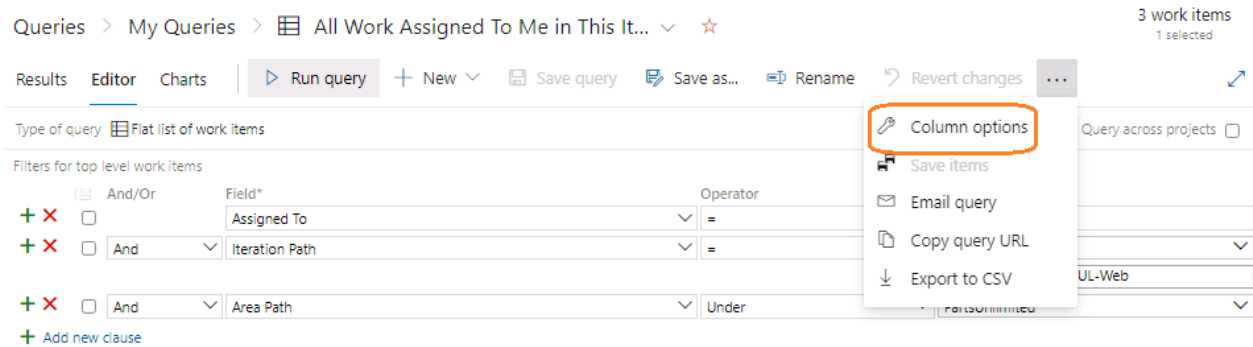 Queries > My Queries > All Work Assigned To Me in This It...
3 work items
1 selected
Results Editor Charts Run query New Save query Save as... Rename Revert changes ...
Type of query Flat list of work items
Query across projects
Column options
Filters for top level work items
Save items
And/Or Field* Operator
Email query
Assigned To =
And Iteration Path =
Copy query URL
Export to CSV
UL-Web
And Area Path Under PartsUnlimited
Add new clause